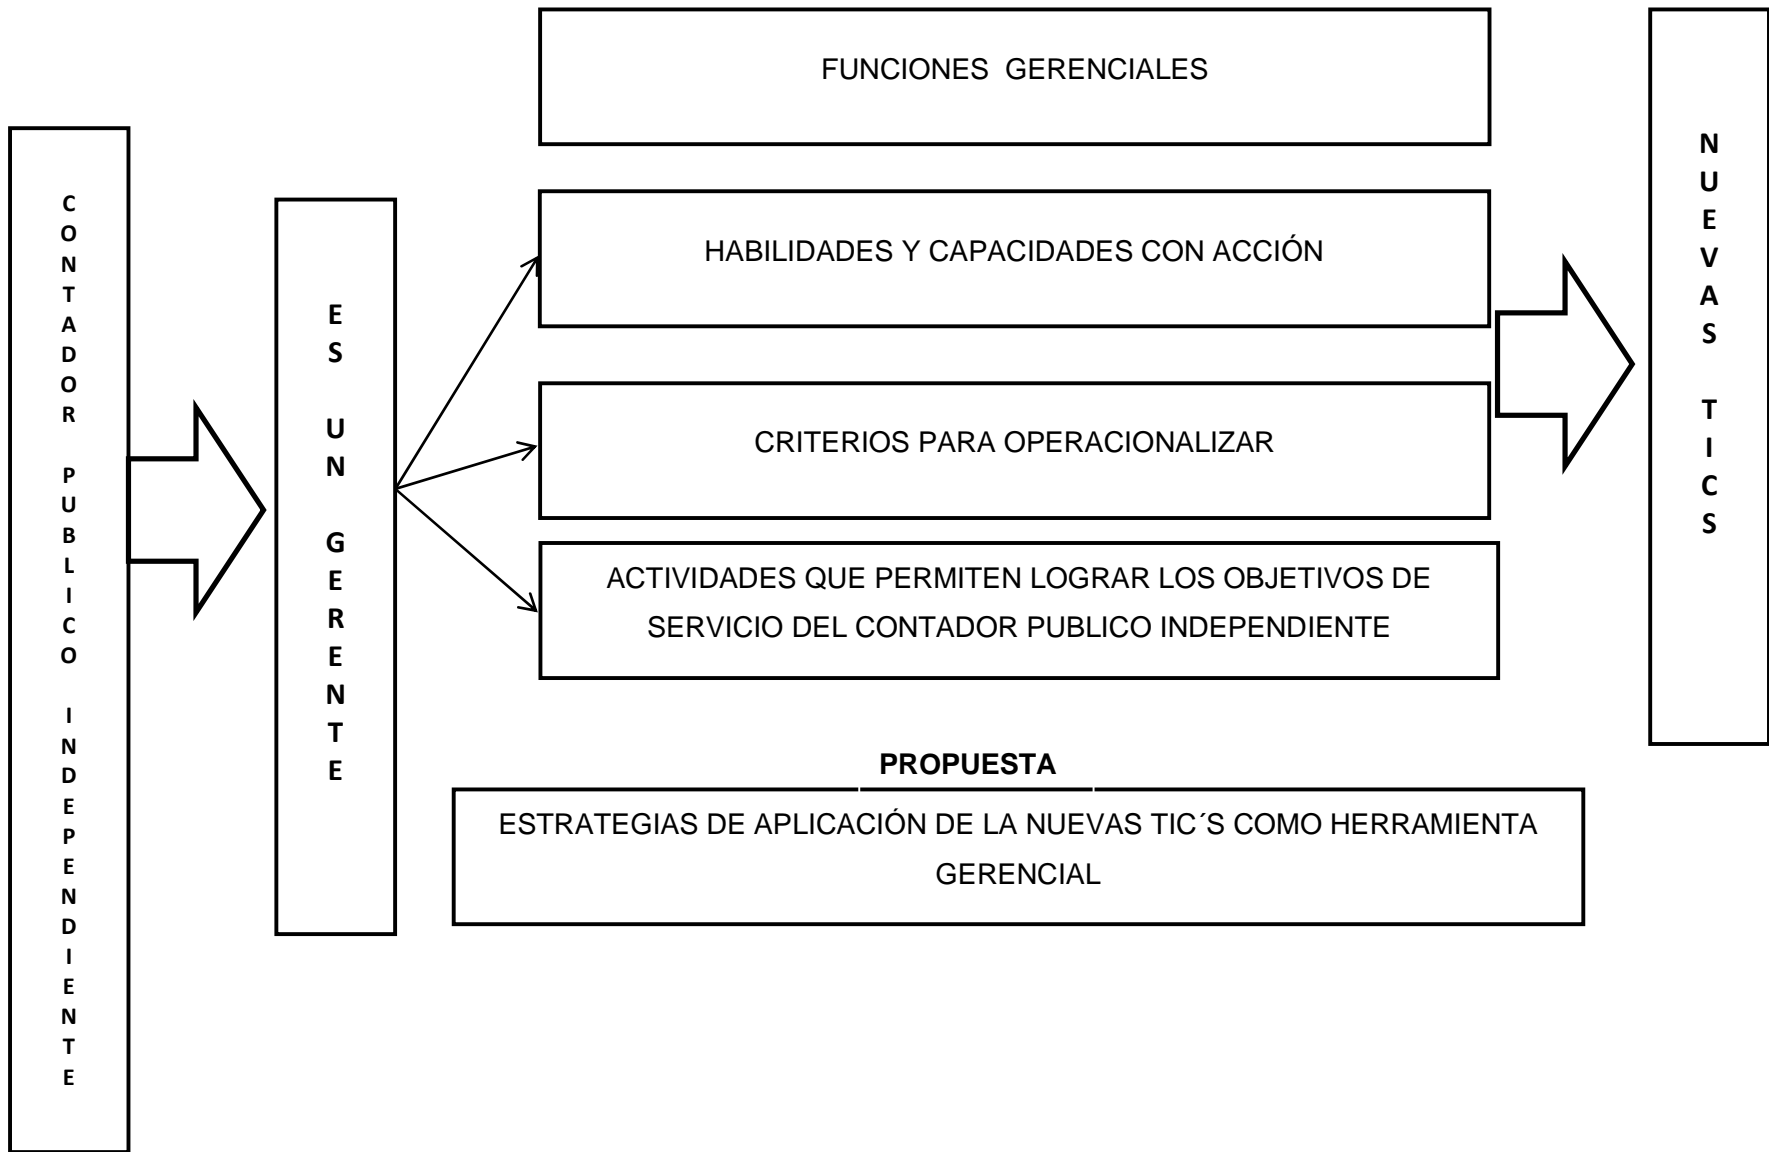 CONTADOR PUBLICO INDEPENDIENTE
ES UN GERENTE
FUNCIONES GERENCIALES
HABILIDADES Y CAPACIDADES CON ACCIÓN
CRITERIOS PARA OPERACIONALIZAR
ACTIVIDADES QUE PERMITEN LOGRAR LOS OBJETIVOS DE
SERVICIO DEL CONTADOR PUBLICO INDEPENDIENTE
NUEVAS TICS
PROPUESTA
ESTRATEGIAS DE APLICACIÓN DE LA NUEVAS TIC´S COMO HERRAMIENTA
GERENCIAL